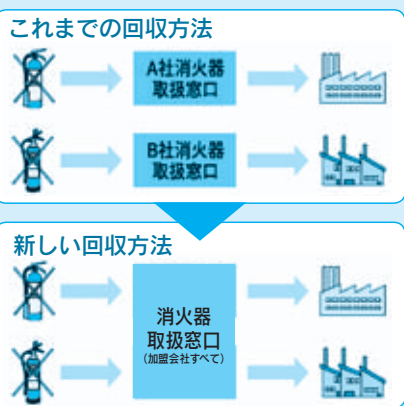 これまでの回収方法
A社消火器
取扱窓口
B社消火器
取扱窓口
新しい回収方法
消火器
取扱窓口
(加盟会社すべて)